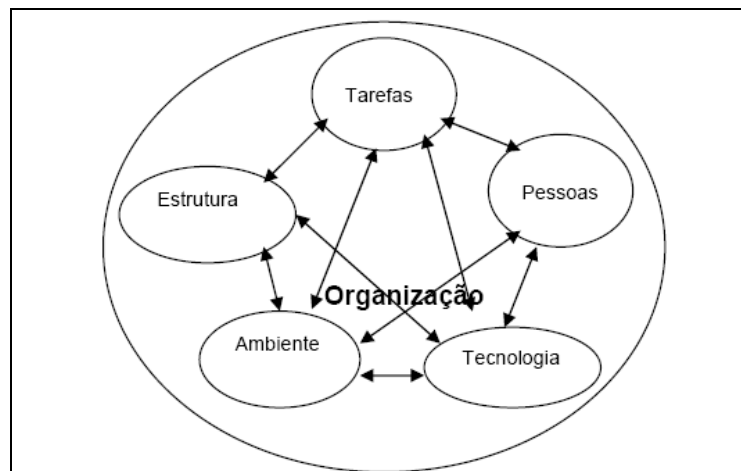 Tarefas
Estrutura
Pessoas
Organização
Ambiente
Tecnologia